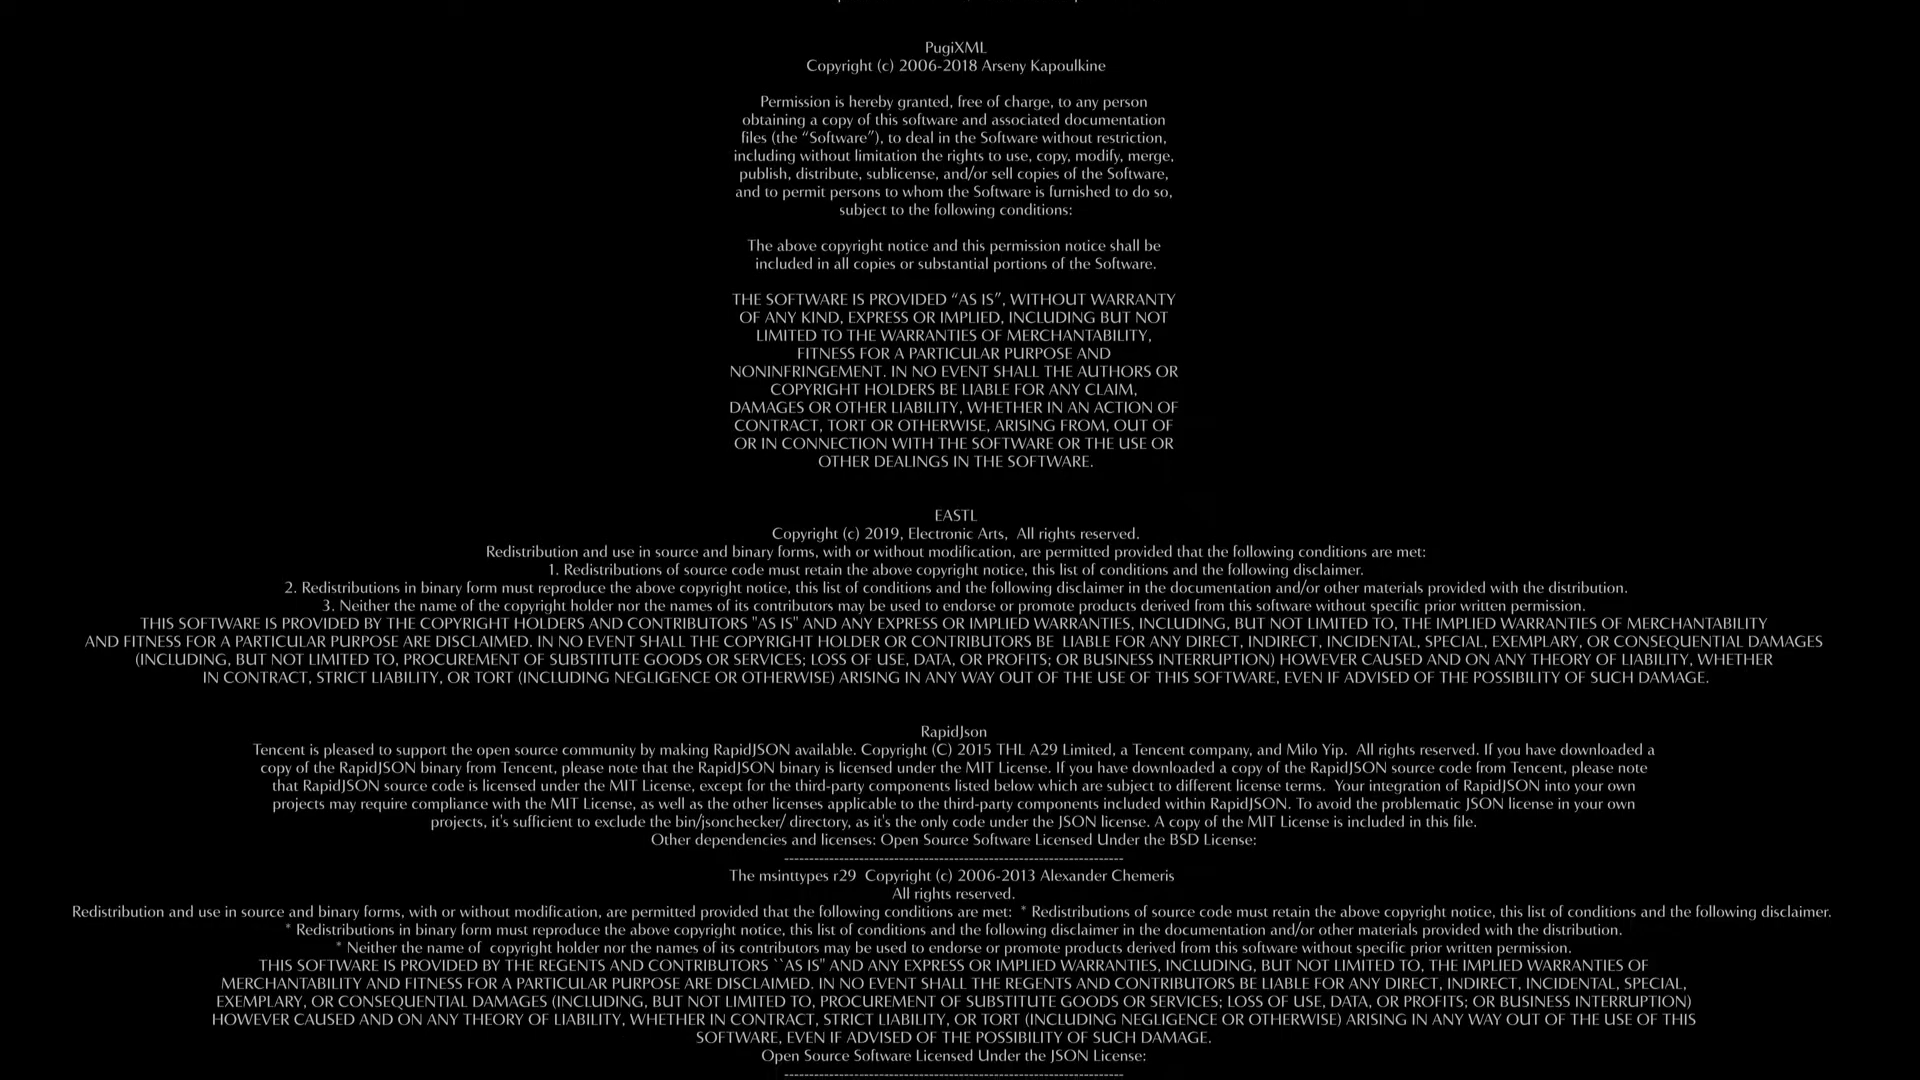 PugiXML
Copyright (c) 2006-2018 Arseny Kapoulkine
Permission is hereby granted, free of charge, to any person
obtaining a copy of this software and associated documentation
files (the “Software”), to deal in the Software without restriction,
including without limitation the rights to use, copy, modify, merge,
publish, distribute, sublicense, and/or sell copies of the Software,
and to permit persons to whom the Software is furnished to do so,
subject to the following conditions:
The above copyright notice and this permission notice shall be
included in all copies or substantial portions of the Software.
THE SOFTWARE IS PROVIDED “AS IS”, WITHOUT WARRANTY
OF ANY KIND, EXPRESS OR IMPLIED, INCLUDING BUT NOT
LIMITED TO THE WARRANTIES OF MERCHANTABILITY,
FITNESS FOR A PARTICULAR PURPOSE AND
NONINFRINGEMENT. IN NO EVENT SHALL THE AUTHORS OR
COPYRIGHT HOLDERS BE LIABLE FOR ANY CLAIM,
DAMAGES OR OTHER LIABILITY, WHETHER IN AN ACTION OF
CONTRACT, TORT OR OTHERWISE, ARISING FROM, OUT OF
OR IN CONNECTION WITH THE SOFTWARE OR THE USE OR
OTHER DEALINGS IN THE SOFTWARE.
EASTL
Copyright (c) 2019, Electronic Arts,  All rights reserved.
Redistribution and use in source and binary forms, with or without modification, are permitted provided that the following conditions are met:
1. Redistributions of source code must retain the above copyright notice, this list of conditions and the following disclaimer.
2. Redistributions in binary form must reproduce the above copyright notice, this list of conditions and the following disclaimer in the documentation and/or other materials provided with the distribution.
3. Neither the name of the copyright holder nor the names of its contributors may be used to endorse or promote products derived from this software without specific prior written permission.
THIS SOFTWARE IS PROVIDED BY THE COPYRIGHT HOLDERS AND CONTRIBUTORS "AS IS" AND ANY EXPRESS OR IMPLIED WARRANTIES, INCLUDING, BUT NOT LIMITED TO, THE IMPLIED WARRANTIES OF MERCHANTABILITY
AND FITNESS FOR A PARTICULAR PURPOSE ARE DISCLAIMED. IN NO EVENT SHALL THE COPYRIGHT HOLDER OR CONTRIBUTORS BE  LIABLE FOR ANY DIRECT, INDIRECT, INCIDENTAL, SPECIAL, EXEMPLARY, OR CONSEQUENTIAL DAMAGES
(INCLUDING, BUT NOT LIMITED TO, PROCUREMENT OF SUBSTITUTE GOODS OR SERVICES; LOSS OF USE, DATA, OR PROFITS; OR BUSINESS INTERRUPTION) HOWEVER CAUSED AND ON ANY THEORY OF LIABILITY, WHETHER
IN CONTRACT, STRICT LIABILITY, OR TORT (INCLUDING NEGLIGENCE OR OTHERWISE) ARISING IN ANY WAY OUT OF THE USE OF THIS SOFTWARE, EVEN IF ADVISED OF THE POSSIBILITY OF SUCH DAMAGE.
RapidJson
Tencent is pleased to support the open source community by making RapidJSON available. Copyright (C) 2015 THL A29 Limited, a Tencent company, and Milo Yip.  All rights reserved. If you have downloaded a
copy of the RapidJSON binary from Tencent, please note that the RapidJSON binary is licensed under the MIT License. If you have downloaded a copy of the RapidJSON source code from Tencent, please note
that RapidJSON source code is licensed under the MIT License, except for the third-party components listed below which are subject to different license terms.  Your integration of RapidJSON into your own
projects may require compliance with the MIT License, as well as the other licenses applicable to the third-party components included within RapidJSON. To avoid the problematic JSON license in your own
projects, it's sufficient to exclude the bin/jsonchecker/ directory, as it's the only code under the JSON license. A copy of the MIT License is included in this file.
Other dependencies and licenses: Open Source Software Licensed Under the BSD License:
--------------------------------------------------------------------
The msinttypes r29  Copyright (c) 2006-2013 Alexander Chemeris
All rights reserved.
Redistribution and use in source and binary forms, with or without modification, are permitted provided that the following conditions are met:  * Redistributions of source code must retain the above copyright notice, this list of conditions and the following disclaimer.
* Redistributions in binary form must reproduce the above copyright notice, this list of conditions and the following disclaimer in the documentation and/or other materials provided with the distribution.
* Neither the name of  copyright holder nor the names of its contributors may be used to endorse or promote products derived from this software without specific prior written permission.
THIS SOFTWARE IS PROVIDED BY THE REGENTS AND CONTRIBUTORS ``AS IS" AND ANY EXPRESS OR IMPLIED WARRANTIES, INCLUDING, BUT NOT LIMITED TO, THE IMPLIED WARRANTIES OF
MERCHANTABILITY AND FITNESS FOR A PARTICULAR PURPOSE ARE DISCLAIMED. IN NO EVENT SHALL THE REGENTS AND CONTRIBUTORS BE LIABLE FOR ANY DIRECT, INDIRECT, INCIDENTAL, SPECIAL,
EXEMPLARY, OR CONSEQUENTIAL DAMAGES (INCLUDING, BUT NOT LIMITED TO, PROCUREMENT OF SUBSTITUTE GOODS OR SERVICES; LOSS OF USE, DATA, OR PROFITS; OR BUSINESS INTERRUPTION)
HOWEVER CAUSED AND ON ANY THEORY OF LIABILITY, WHETHER IN CONTRACT, STRICT LIABILITY, OR TORT (INCLUDING NEGLIGENCE OR OTHERWISE) ARISING IN ANY WAY OUT OF THE USE OF THIS
SOFTWARE, EVEN IF ADVISED OF THE POSSIBILITY OF SUCH DAMAGE.
Open Source Software Licensed Under the JSON License:
--------------------------------------------------------------------